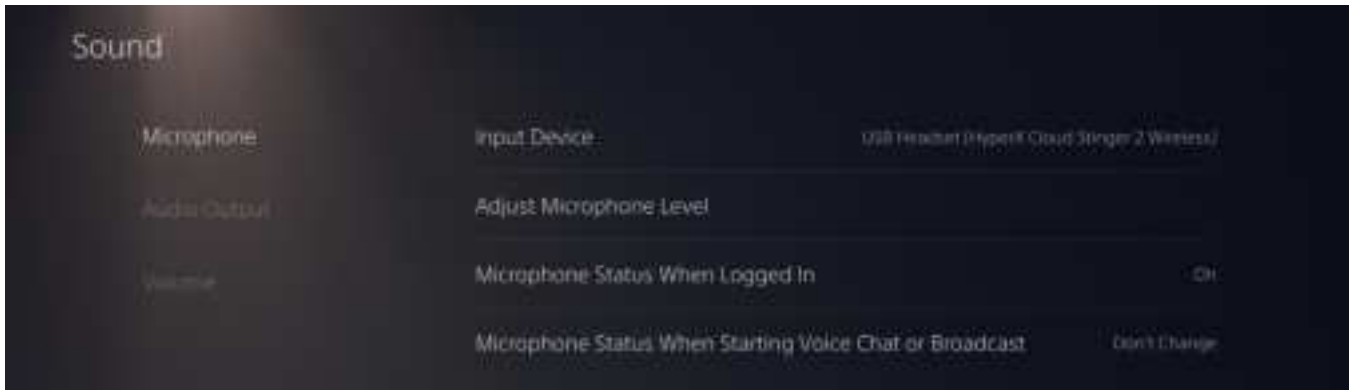 Sound
Microphone
Audio Output
Volume
Input Device
USB Headset (HyperX Cloud Stinger 2 Wireless)
Adjust Microphone Level
Microphone Status When Logged In
Microphone Status When Starting Voice Chat or Broadcast
Don't Change